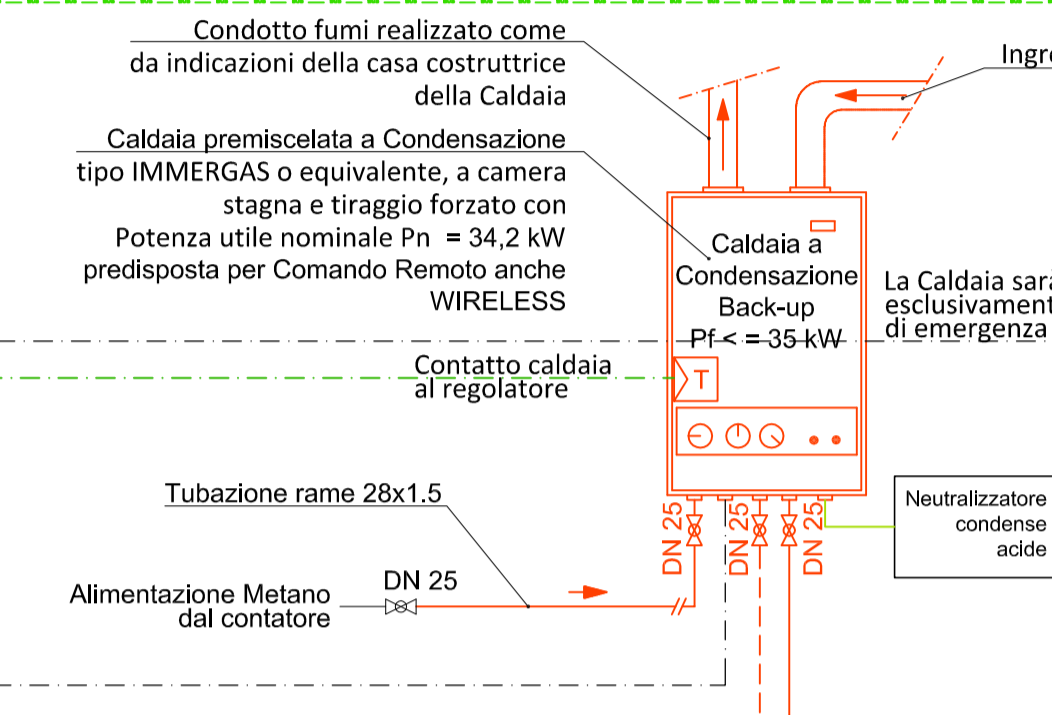 Condotto fumi realizzato come
da indicazioni della casa costruttrice
della Caldaia
Caldaia premiscelata a Condensazione
tipo IMMERGAS o equivalente, a camera
stagna e tiraggio forzato con
Potenza utile nominale Pn = 34,2 kW
predisposta per Comando Remoto anche
WIRELESS
Ingre
Caldaia a
Condensazione
Back-up
Pf < = 35 kW
La Caldaia sarà
esclusivament
di emergenza
Contatto caldaia
al regolatore
T
Tubazione rame 28x1.5
DN 25
DN 25
DN 25
Neutralizzatore
condense
acide
Alimentazione Metano
dal contatore
DN 25